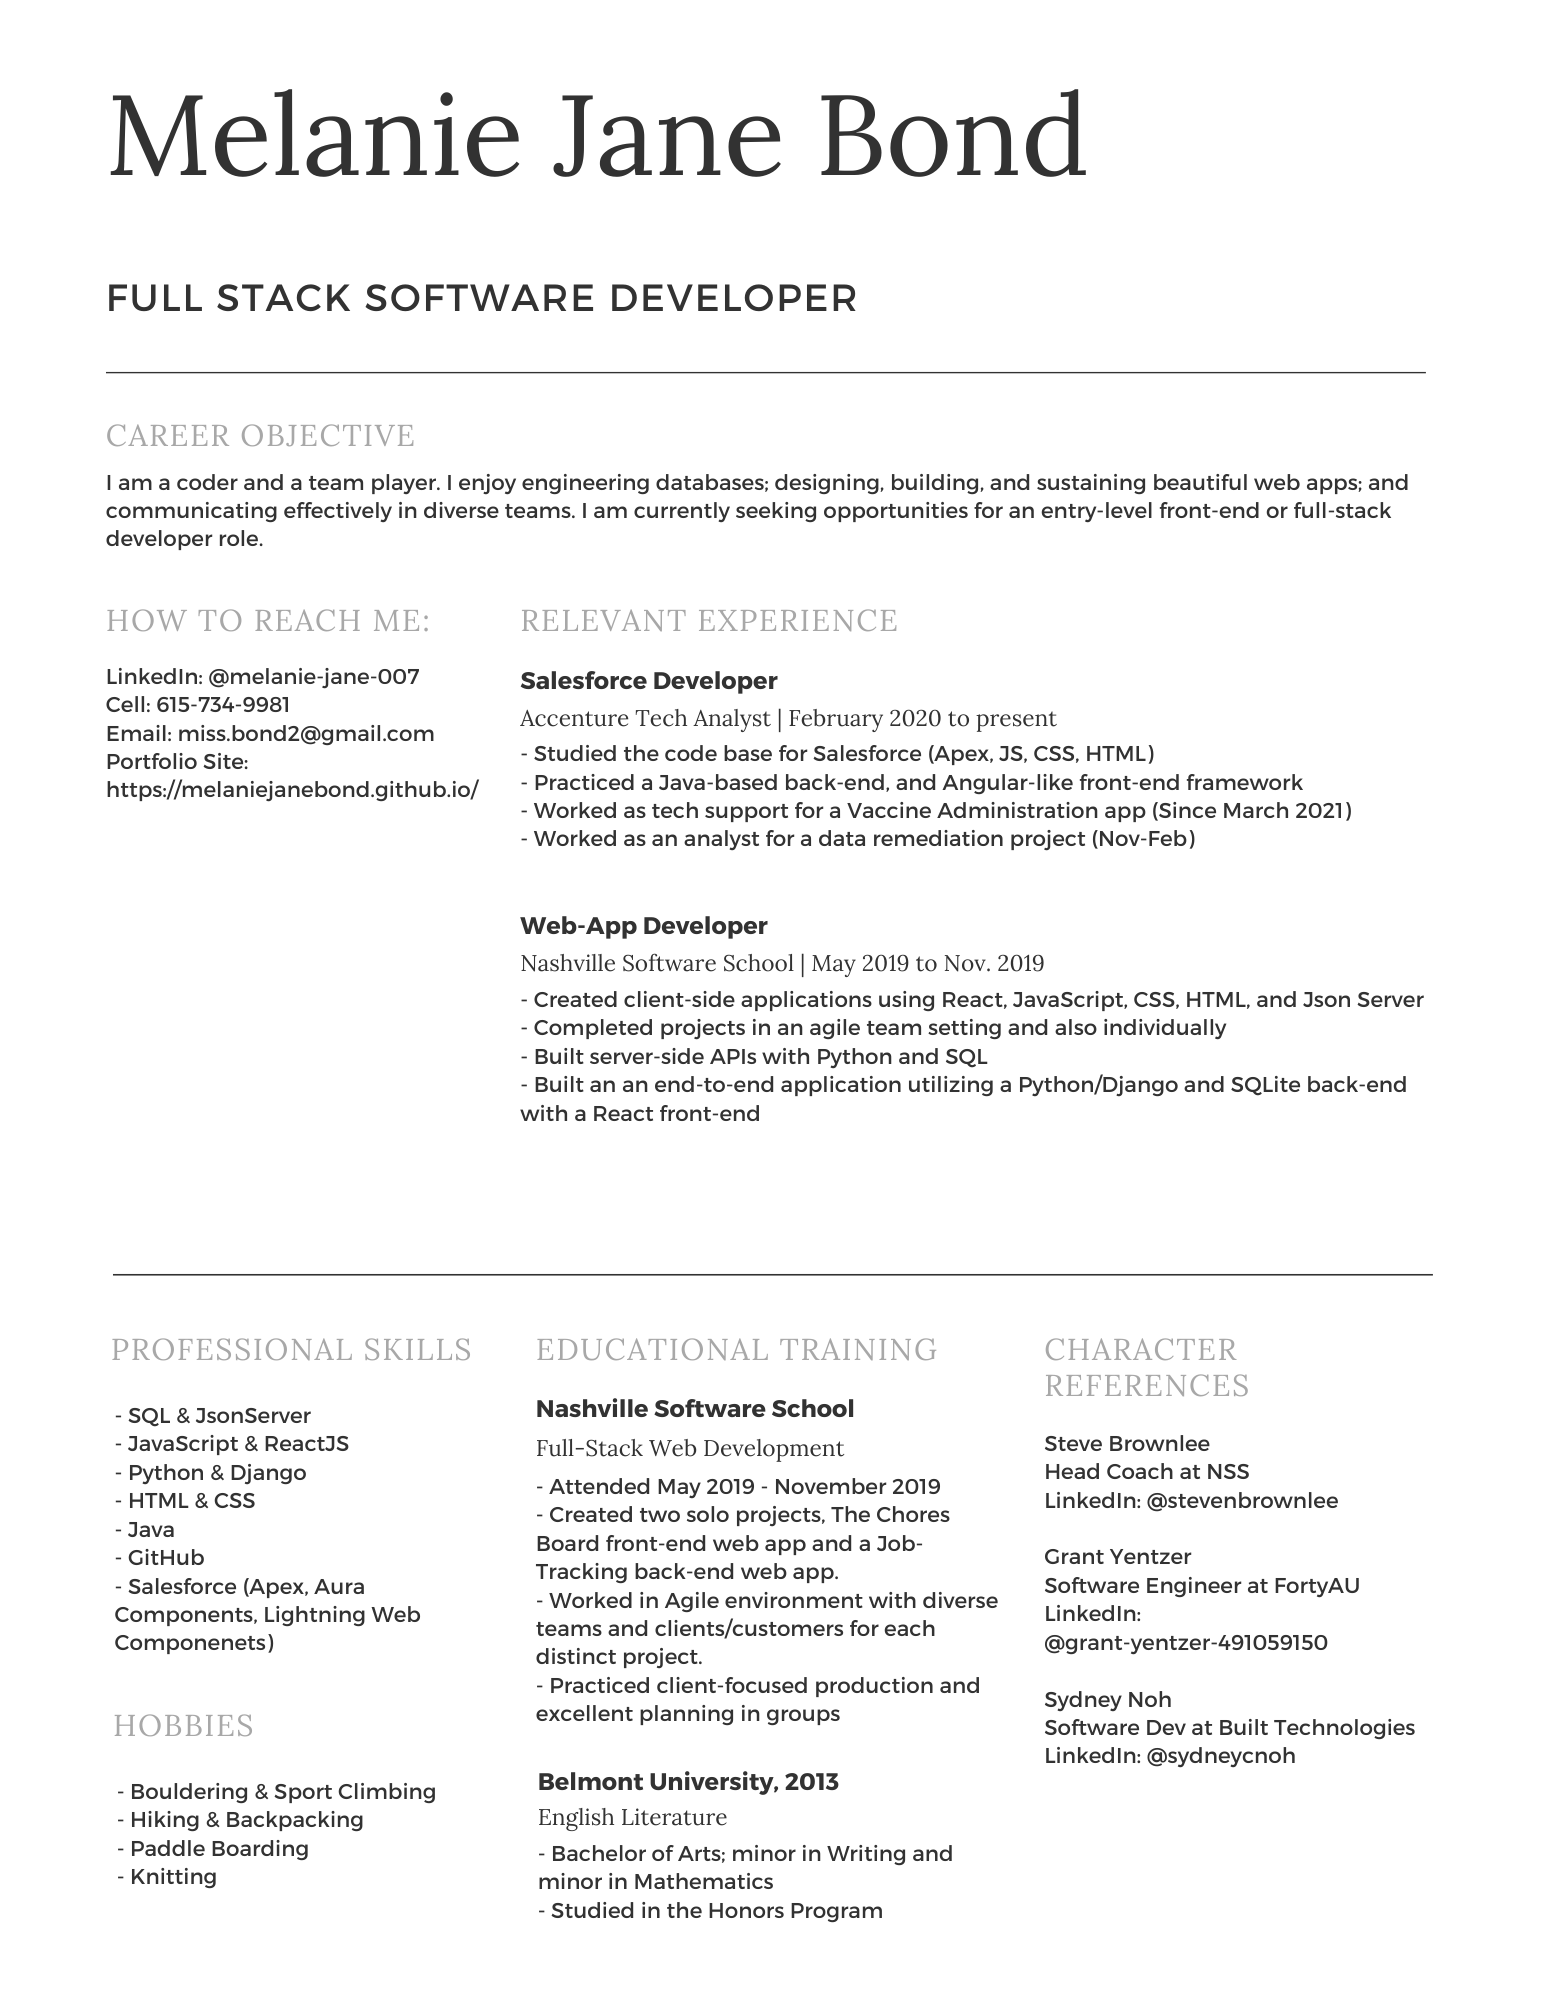 Melanie Jane Bond
FULL STACK SOFTWARE DEVELOPER
CAREER OBJECTIVE
I am a coder and a team player. I enjoy engineering databases; designing, building, and sustaining beautiful web apps; and
communicating effectively in diverse teams. I am currently seeking opportunities for an entry-level front-end or full-stack
developer role.
HOW TO REACH ME:
LinkedIn: @melanie-jane-007
Cell: 615-734-9981
Email: miss.bond2@gmail.com
Portfolio Site:
https://melaniejanebond.github.io/
RELEVANT EXPERIENCE
Salesforce Developer
Accenture Tech Analyst | February 2020 to present
- Studied the code base for Salesforce (Apex, JS, CSS, HTML)
- Practiced a Java-based back-end, and Angular-like front-end framework
- Worked as tech support for a Vaccine Administration app (Since March 2021)
- Worked as an analyst for a data remediation project (Nov-Feb)
Web-App Developer
Nashville Software School | May 2019 to Nov. 2019
- Created client-side applications using React, JavaScript, CSS, HTML, and Json Server
- Completed projects in an agile team setting and also individually
- Built server-side APIs with Python and SQL
- Built an an end-to-end application utilizing a Python/Django and SQLite back-end
with a React front-end
PROFESSIONAL SKILLS
- SQL & JsonServer
- JavaScript & ReactJS
- Python & Django
- HTML & CSS
- Java
- GitHub
- Salesforce (Apex, Aura
Components, Lightning Web
Componenets)
HOBBIES
- Bouldering & Sport Climbing
- Hiking & Backpacking
- Paddle Boarding
- Knitting
EDUCATIONAL TRAINING
Nashville Software School
Full-Stack Web Development
- Attended May 2019 - November 2019
- Created two solo projects, The Chores
Board front-end web app and a Job-
Tracking back-end web app.
- Worked in Agile environment with diverse
teams and clients/customers for each
distinct project.
- Practiced client-focused production and
excellent planning in groups
Belmont University, 2013
English Literature
- Bachelor of Arts; minor in Writing and
minor in Mathematics
- Studied in the Honors Program
CHARACTER
REFERENCES
Steve Brownlee
Head Coach at NSS
LinkedIn: @stevenbrownlee
Grant Yentzer
Software Engineer at FortyAU
LinkedIn:
@grant-yentzer-491059150
Sydney Noh
Software Dev at Built Technologies
LinkedIn: @sydneycnoh